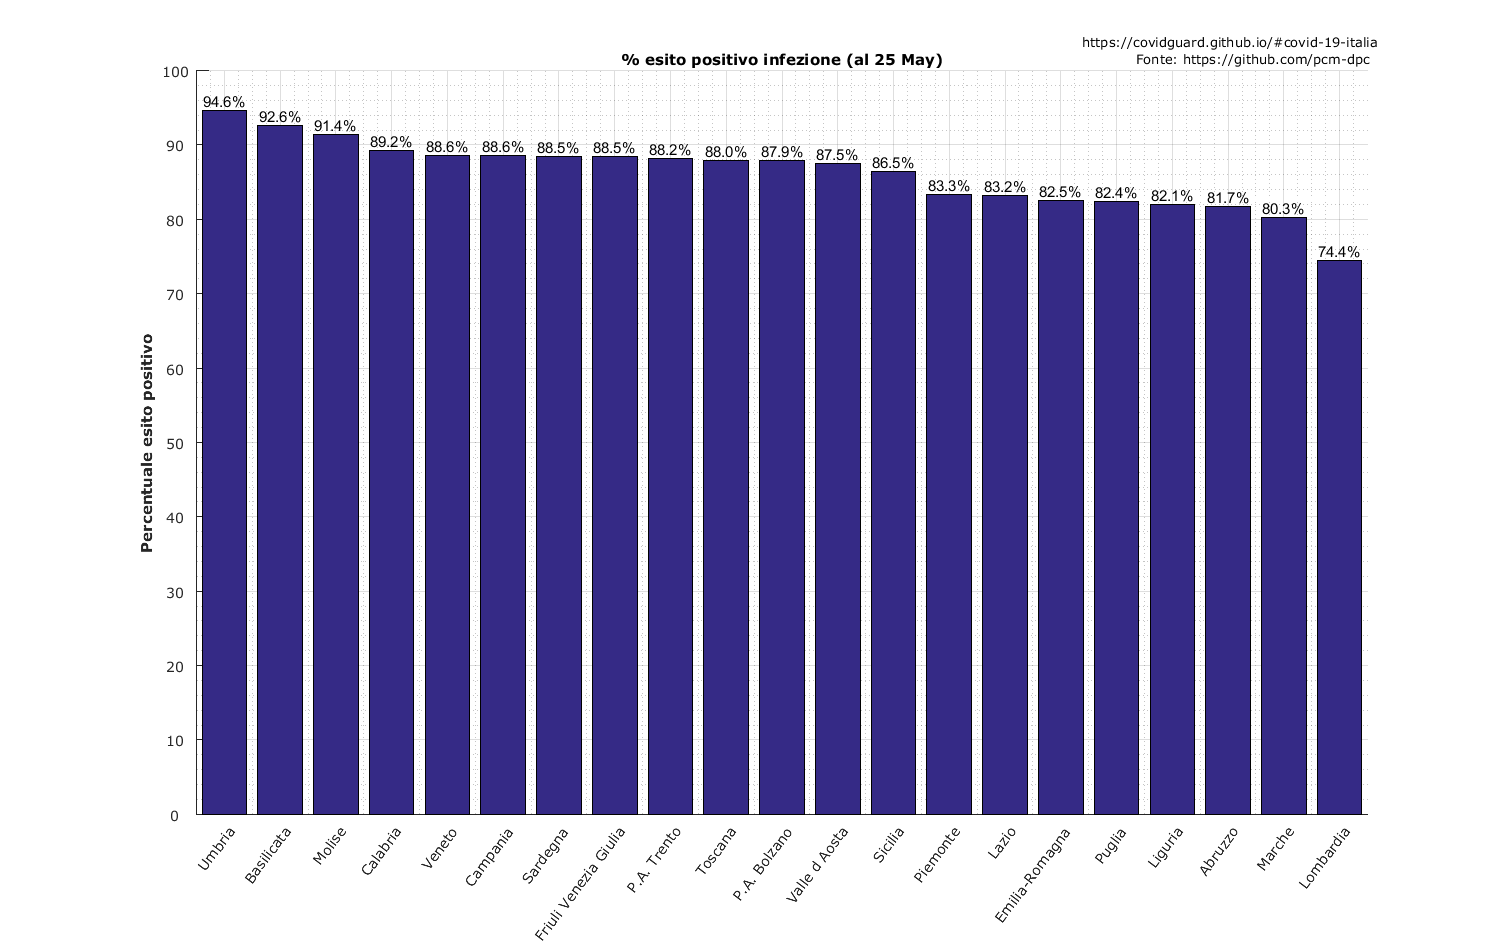 https://covidguard.github.io/#covid-19-italia
Fonte: https://github.com/pcm-dpc
% esito positivo infezione (al 25 May)
Percentuale esito positivo
100
90
80
70
60
50
40
30
20
10
0
94.6%
92.6%
91.4%
89.2%
88.6%
88.6%
88.5%
88.5%
88.2%
88.0%
87.9%
87.5%
86.5%
83.3%
83.2%
82.5%
82.4%
82.1%
81.7%
80.3%
74.4%
Umbria
Basilicata
Molise
Calabria
Veneto
Campania
Sardegna
Friuli Venezia Giulia
P.A. Trento
Toscana
P.A. Bolzano
Valle d Aosta
Sicilia
Piemonte
Lazio
Emilia-Romagna
Puglia
Liguria
Abruzzo
Marche
Lombardia